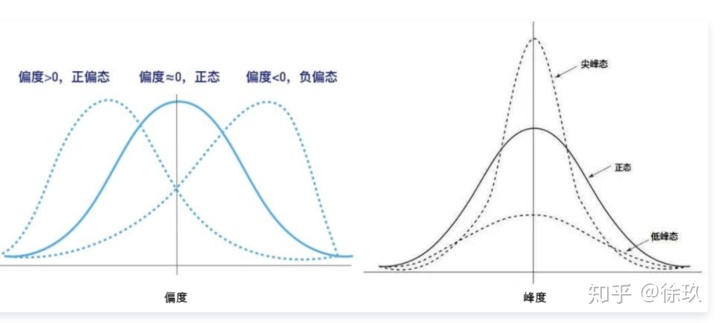 偏度>0，正偏态 偏度≈0，正态 偏度<0，负偏态
尖峰态
正态
低峰态
偏度
峰度
知乎 @徐玖